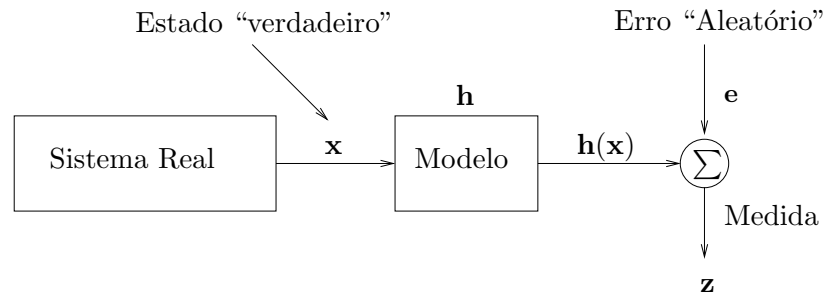 Estado “verdadeiro”
Erro “Aleatório”
h
e
Sistema Real
x
Modelo
h(x)
∑
Medida
z